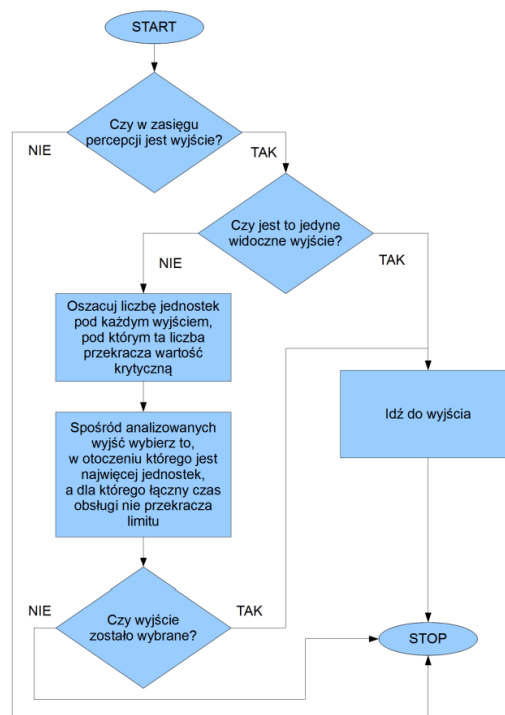 START
Czy w zasięgu
percepcji jest wyjście?
NIE
TAK
Czy jest to jedyne
widoczne wyjście?
NIE
TAK
Oszacuj liczbę jednostek
pod każdym wyjściem,
pod którym ta liczba
przekracza wartość
krytyczną
Idź do wyjścia
Spośród analizowanych
wyjść wybierz to,
w otoczeniu którego jest
najwięcej jednostek,
a dla którego łączny czas
obsługi nie przekracza
limitu
NIE
TAK
Czy wyjście
zostało wybrane?
STOP